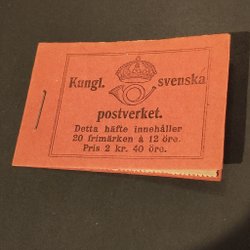 Kungl. svenska
postverket.
Detta häfte innehåller
20 frimärken à 12 öre.
Pris 2 kr. 40 öre.